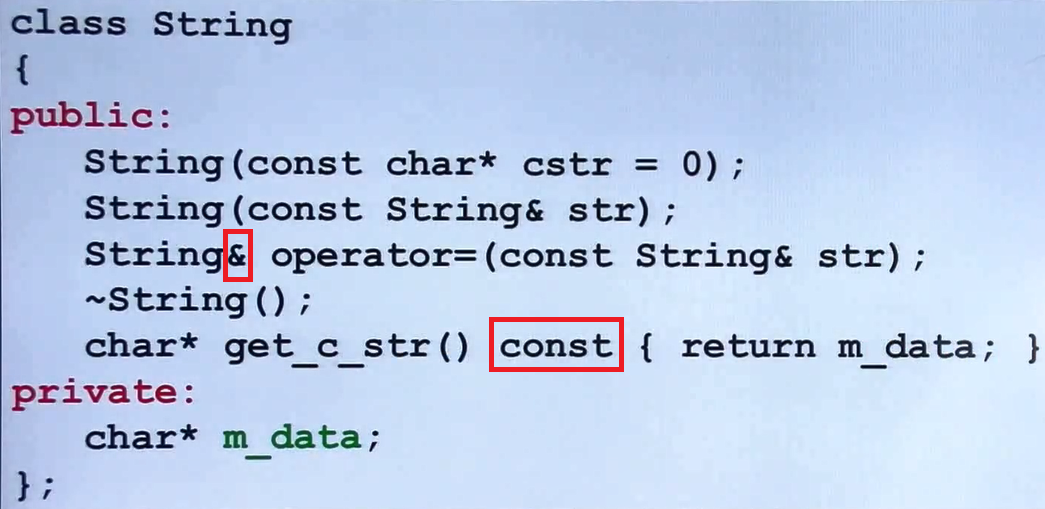 class String
{
public:
String(const char* cstr = 0);
String(const String& str);
String& operator=(const String& str);
~String();
char* get_c_str() const { return m_data; }
private:
char* m_data;
};